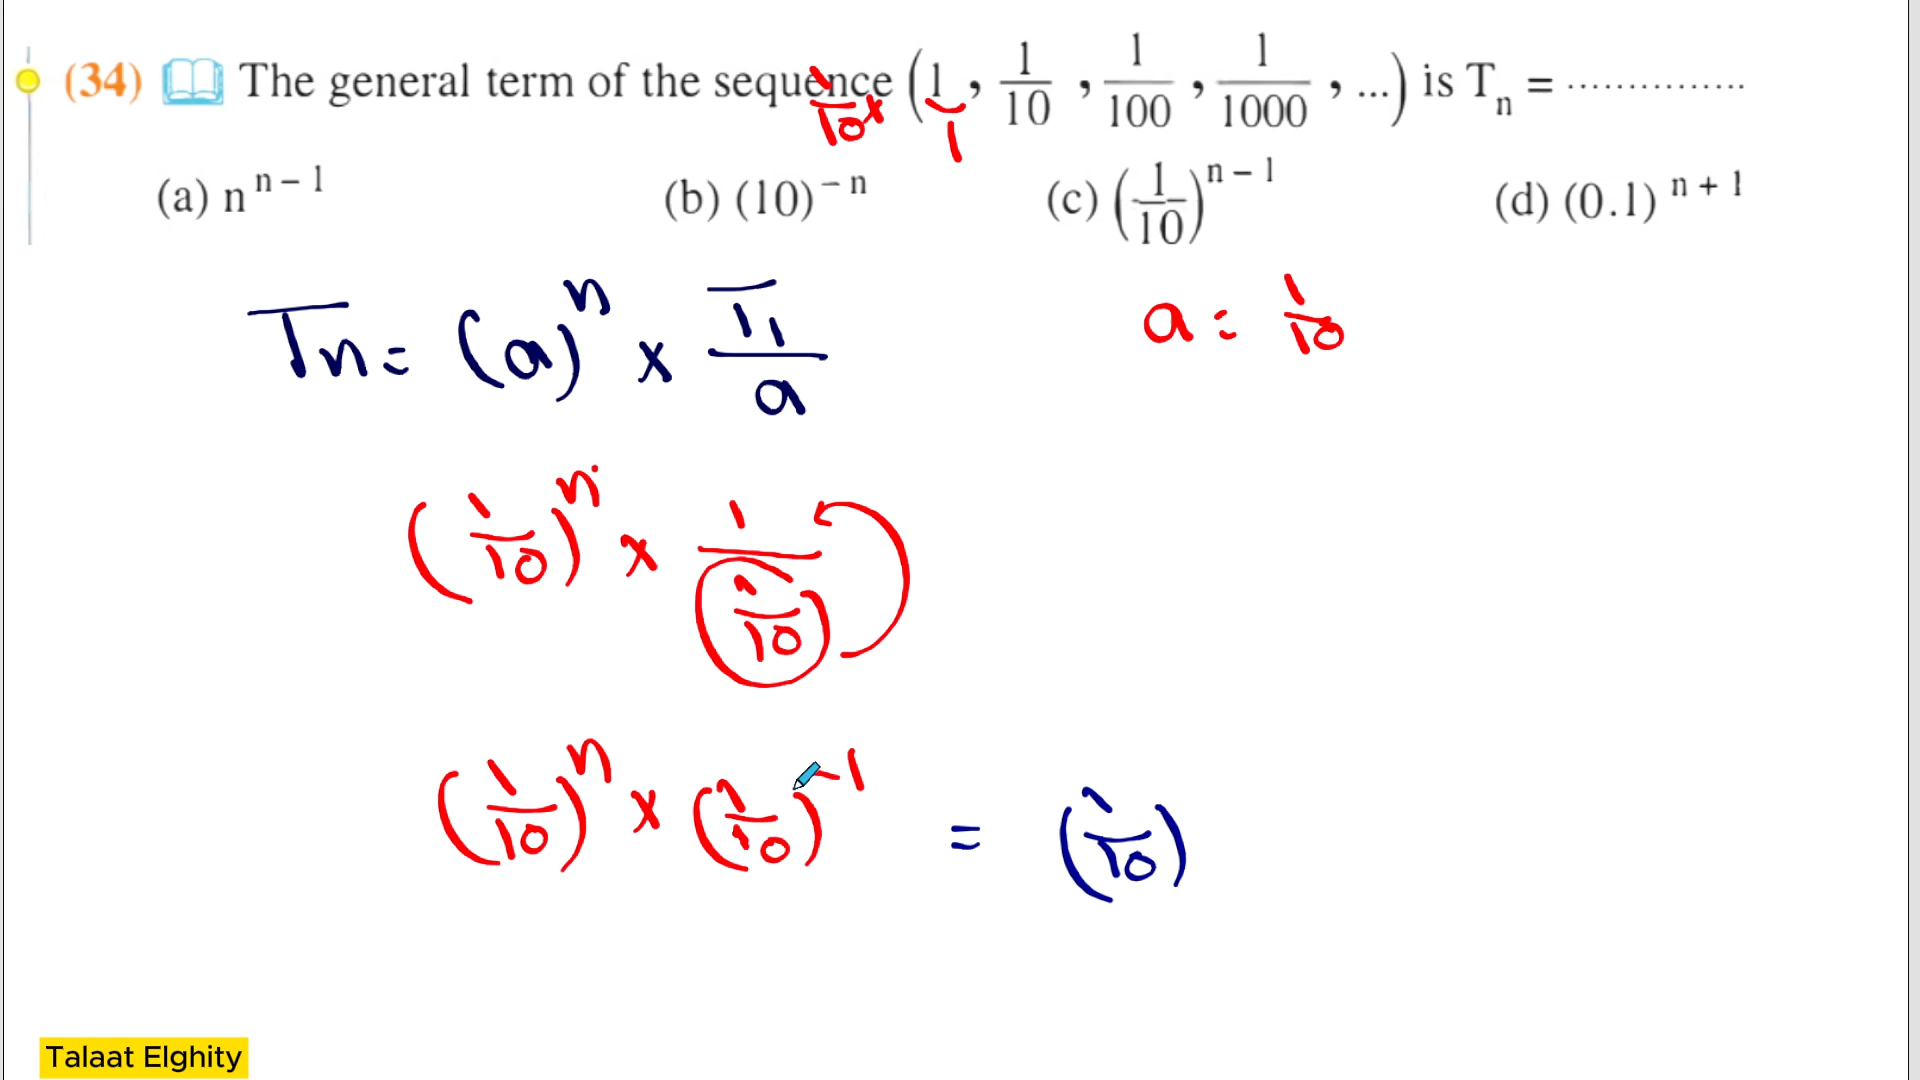 (34) The general term of the sequence (1, 1/10, 1/100, 1/1000, ...) is Tₙ = ...............
1/10 ×
1
(a) n^(n – 1) (b) (10)^(– n) (c) (1/10)^(n – 1) (d) (0.1)^(n + 1)
Tn = (a)^n × T₁/a a = 1/10
(1/10)^n × 1/(1/10)
(1/10)^n × (1/10)^(-1) = (1/10)
Talaat Elghity